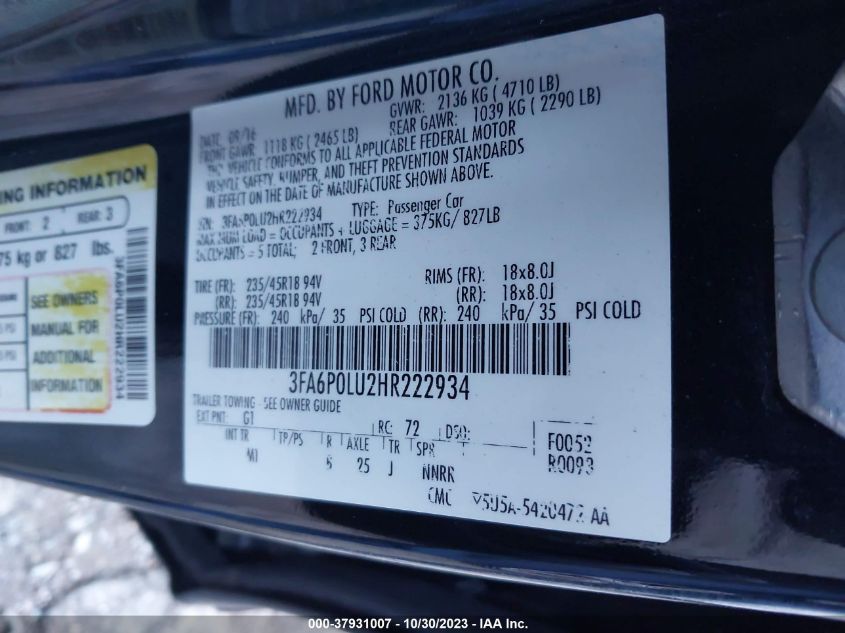 MFD. BY FORD MOTOR CO.
DATE: 09/16 GVWR: 2136 KG ( 4710 LB)
FRONT GAWR: 1118 KG ( 2465 LB) REAR GAWR: 1039 KG ( 2290 LB)
THIS VEHICLE CONFORMS TO ALL APPLICABLE FEDERAL MOTOR
VEHICLE SAFETY, BUMPER, AND THEFT PREVENTION STANDARDS
IN EFFECT ON THE DATE OF MANUFACTURE SHOWN ABOVE.
VIN: 3FA6P0LU2HR222934 TYPE: Passenger Car
MAXIMUM LOAD = OCCUPANTS + LUGGAGE = 375KG/ 827LB
OCCUPANTS = 5 TOTAL; 2 FRONT, 3 REAR
TIRE (FR): 235/45R18 94V RIMS (FR): 18x8.0J
(RR): 235/45R18 94V (RR): 18x8.0J
PRESSURE (FR): 240 kPa/ 35 PSI COLD (RR): 240 kPa/ 35 PSI COLD
3FA6P0LU2HR222934
TRAILER TOWING - SEE OWNER GUIDE
EXT PNT: G1 RC: 72 DSO: F0052
INT TR TP/PS R AXLE TR SPR R0093
MI 5 25 J NNRR
CMC
ING INFORMATION
FRONT: 2 REAR: 3
75 kg or 827 lbs.
SEE OWNERS
MANUAL FOR
ADDITIONAL
INFORMATION
PSI
PSI
3FA6P0LU2HR222934
000-37931007 - 10/30/2023 - IAA Inc.